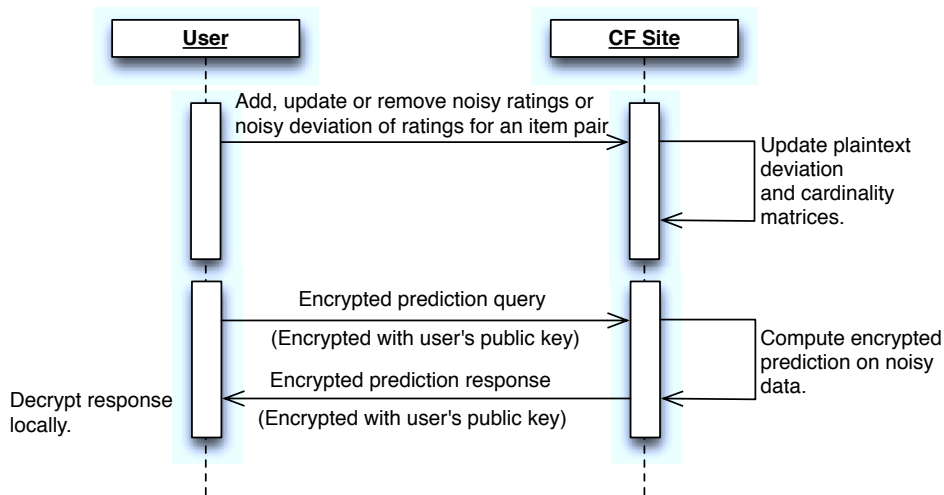 User
CF Site
Add, update or remove noisy ratings or
noisy deviation of ratings for an item pair
Update plaintext
deviation
and cardinality
matrices.
Encrypted prediction query
(Encrypted with user's public key)
Compute encrypted
prediction on noisy
data.
Encrypted prediction response
(Encrypted with user's public key)
Decrypt response
locally.